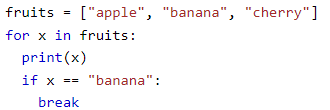 fruits = ["apple", "banana", "cherry"]
for x in fruits:
  print(x)
  if x == "banana":
    break